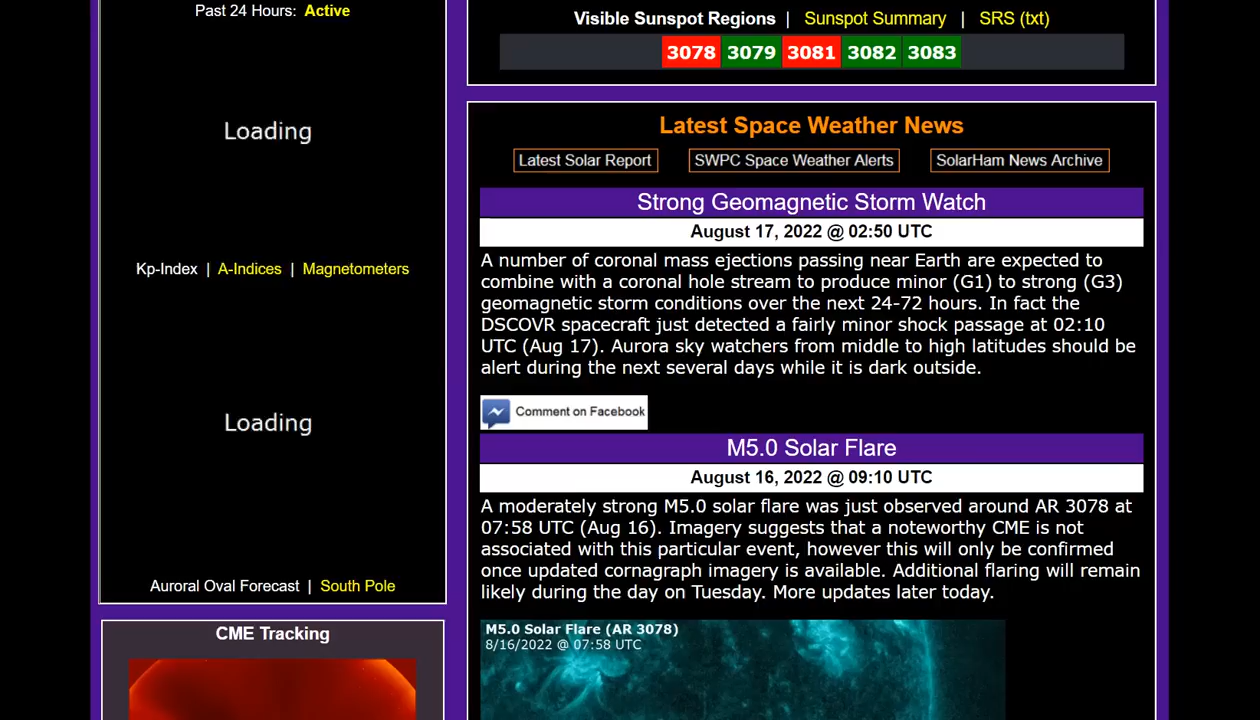 Past 24 Hours: Active
Loading
Kp-Index | A-Indices | Magnetometers
Loading
Auroral Oval Forecast | South Pole
CME Tracking
Visible Sunspot Regions | Sunspot Summary | SRS (txt)
3078 3079 3081 3082 3083
Latest Space Weather News
Latest Solar Report SWPC Space Weather Alerts SolarHam News Archive
Strong Geomagnetic Storm Watch
August 17, 2022 @ 02:50 UTC
A number of coronal mass ejections passing near Earth are expected to
combine with a coronal hole stream to produce minor (G1) to strong (G3)
geomagnetic storm conditions over the next 24-72 hours. In fact the
DSCOVR spacecraft just detected a fairly minor shock passage at 02:10
UTC (Aug 17). Aurora sky watchers from middle to high latitudes should be
alert during the next several days while it is dark outside.
Comment on Facebook
M5.0 Solar Flare
August 16, 2022 @ 09:10 UTC
A moderately strong M5.0 solar flare was just observed around AR 3078 at
07:58 UTC (Aug 16). Imagery suggests that a noteworthy CME is not
associated with this particular event, however this will only be confirmed
once updated cornagraph imagery is available. Additional flaring will remain
likely during the day on Tuesday. More updates later today.
M5.0 Solar Flare (AR 3078)
8/16/2022 @ 07:58 UTC